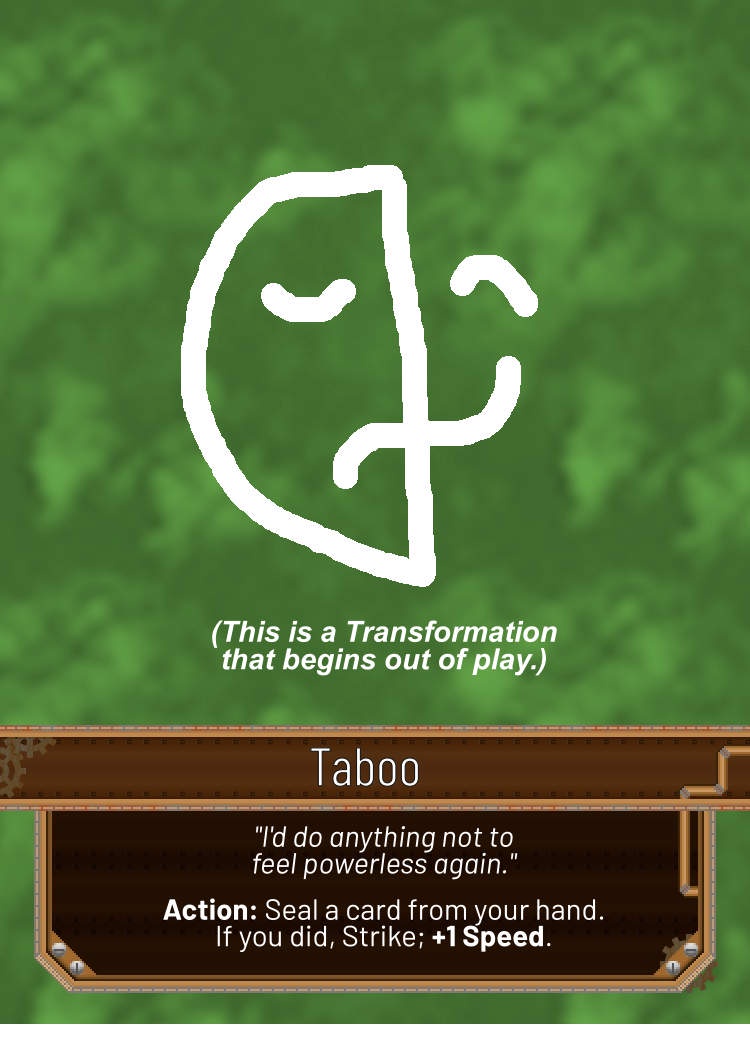 (This is a Transformation
that begins out of play.)
Taboo
"I'd do anything not to
feel powerless again."
Action: Seal a card from your hand.
If you did, Strike; +1 Speed.